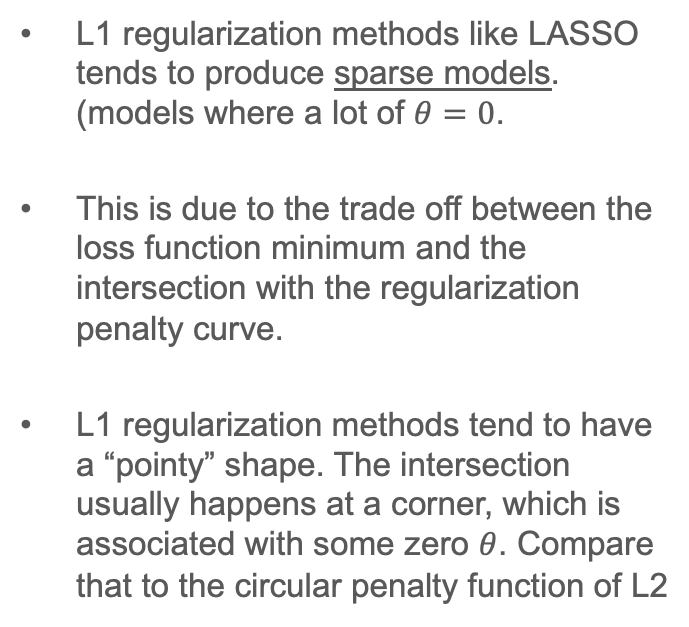 • L1 regularization methods like LASSO
tends to produce sparse models.
(models where a lot of θ = 0.
• This is due to the trade off between the
loss function minimum and the
intersection with the regularization
penalty curve.
• L1 regularization methods tend to have
a “pointy” shape. The intersection
usually happens at a corner, which is
associated with some zero θ. Compare
that to the circular penalty function of L2